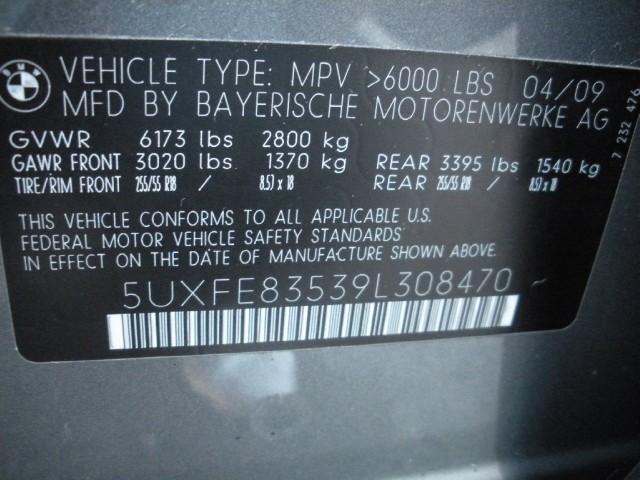 BMW
VEHICLE TYPE: MPV >6000 LBS 04/09
MFD BY BAYERISCHE MOTORENWERKE AG
GVWR 6173 lbs 2800 kg
GAWR FRONT 3020 lbs 1370 kg REAR 3395 lbs 1540 kg
TIRE/RIM FRONT 255/55 R18 / 8.5J x 18 REAR 255/55 R18 / 8.5J x 18
THIS VEHICLE CONFORMS TO ALL APPLICABLE U.S.
FEDERAL MOTOR VEHICLE SAFETY STANDARDS
IN EFFECT ON THE DATE OF MANUFACTURE SHOWN ABOVE.
5UXFE83539L308470
7 232 476